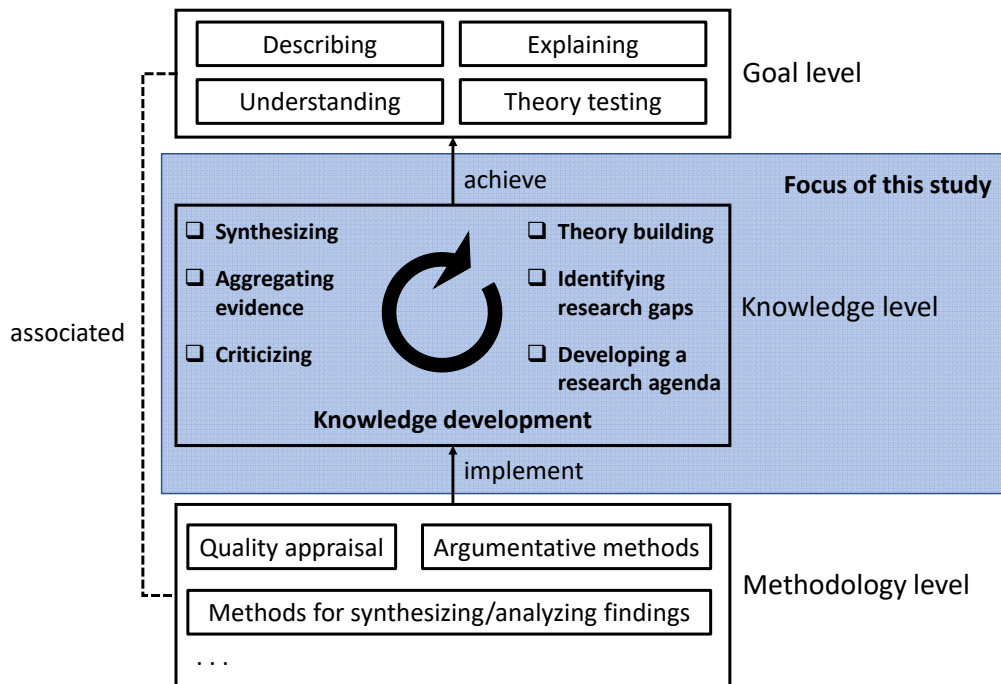 Describing
Explaining
Understanding
Theory testing
Goal level
achieve
Focus of this study
Synthesizing
Aggregating
evidence
Criticizing
Theory building
Identifying
research gaps
Developing a
research agenda
Knowledge development
Knowledge level
associated
implement
Quality appraisal
Argumentative methods
Methods for synthesizing/analyzing findings
. . .
Methodology level